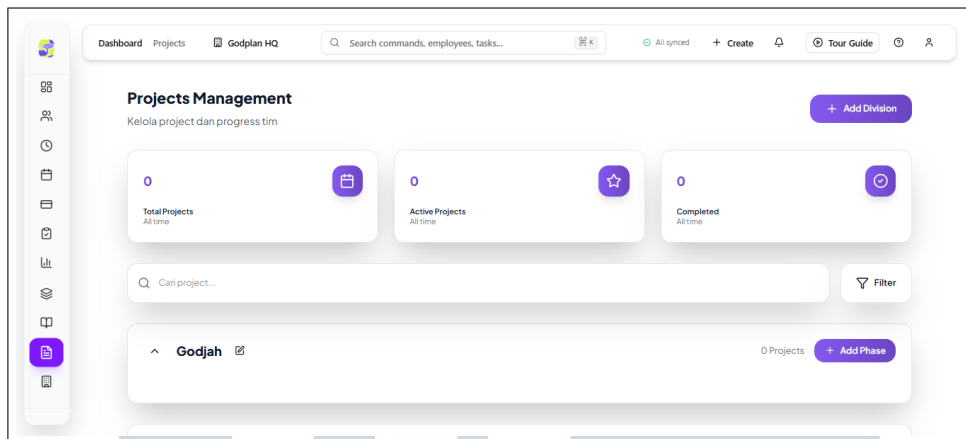 Dashboard Projects Godplan HQ Search commands, employees, tasks... ⌘ K All synced + Create Tour Guide
Projects Management
Kelola project dan progress tim
+ Add Division
0
Total Projects
All time
0
Active Projects
All time
0
Completed
All time
Cari project...
Filter
Godjah
0 Projects
+ Add Phase